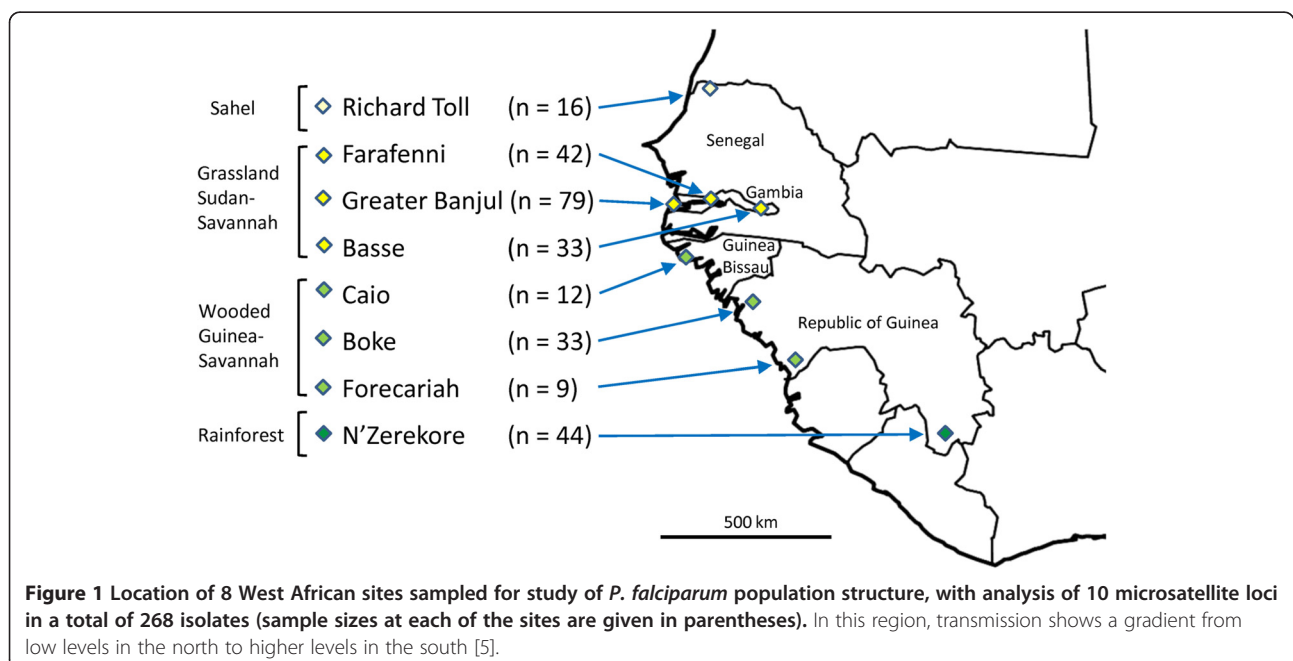 Sahel
Richard Toll (n = 16)
Grassland
Sudan-
Savannah
Farafenni (n = 42)
Greater Banjul (n = 79)
Basse (n = 33)
Wooded
Guinea-
Savannah
Caio (n = 12)
Boke (n = 33)
Forecariah (n = 9)
Rainforest
N'Zerekore (n = 44)
Senegal
Gambia
Guinea
Bissau
Republic of Guinea
500 km
Figure 1 Location of 8 West African sites sampled for study of P. falciparum population structure, with analysis of 10 microsatellite loci
in a total of 268 isolates (sample sizes at each of the sites are given in parentheses). In this region, transmission shows a gradient from
low levels in the north to higher levels in the south [5].